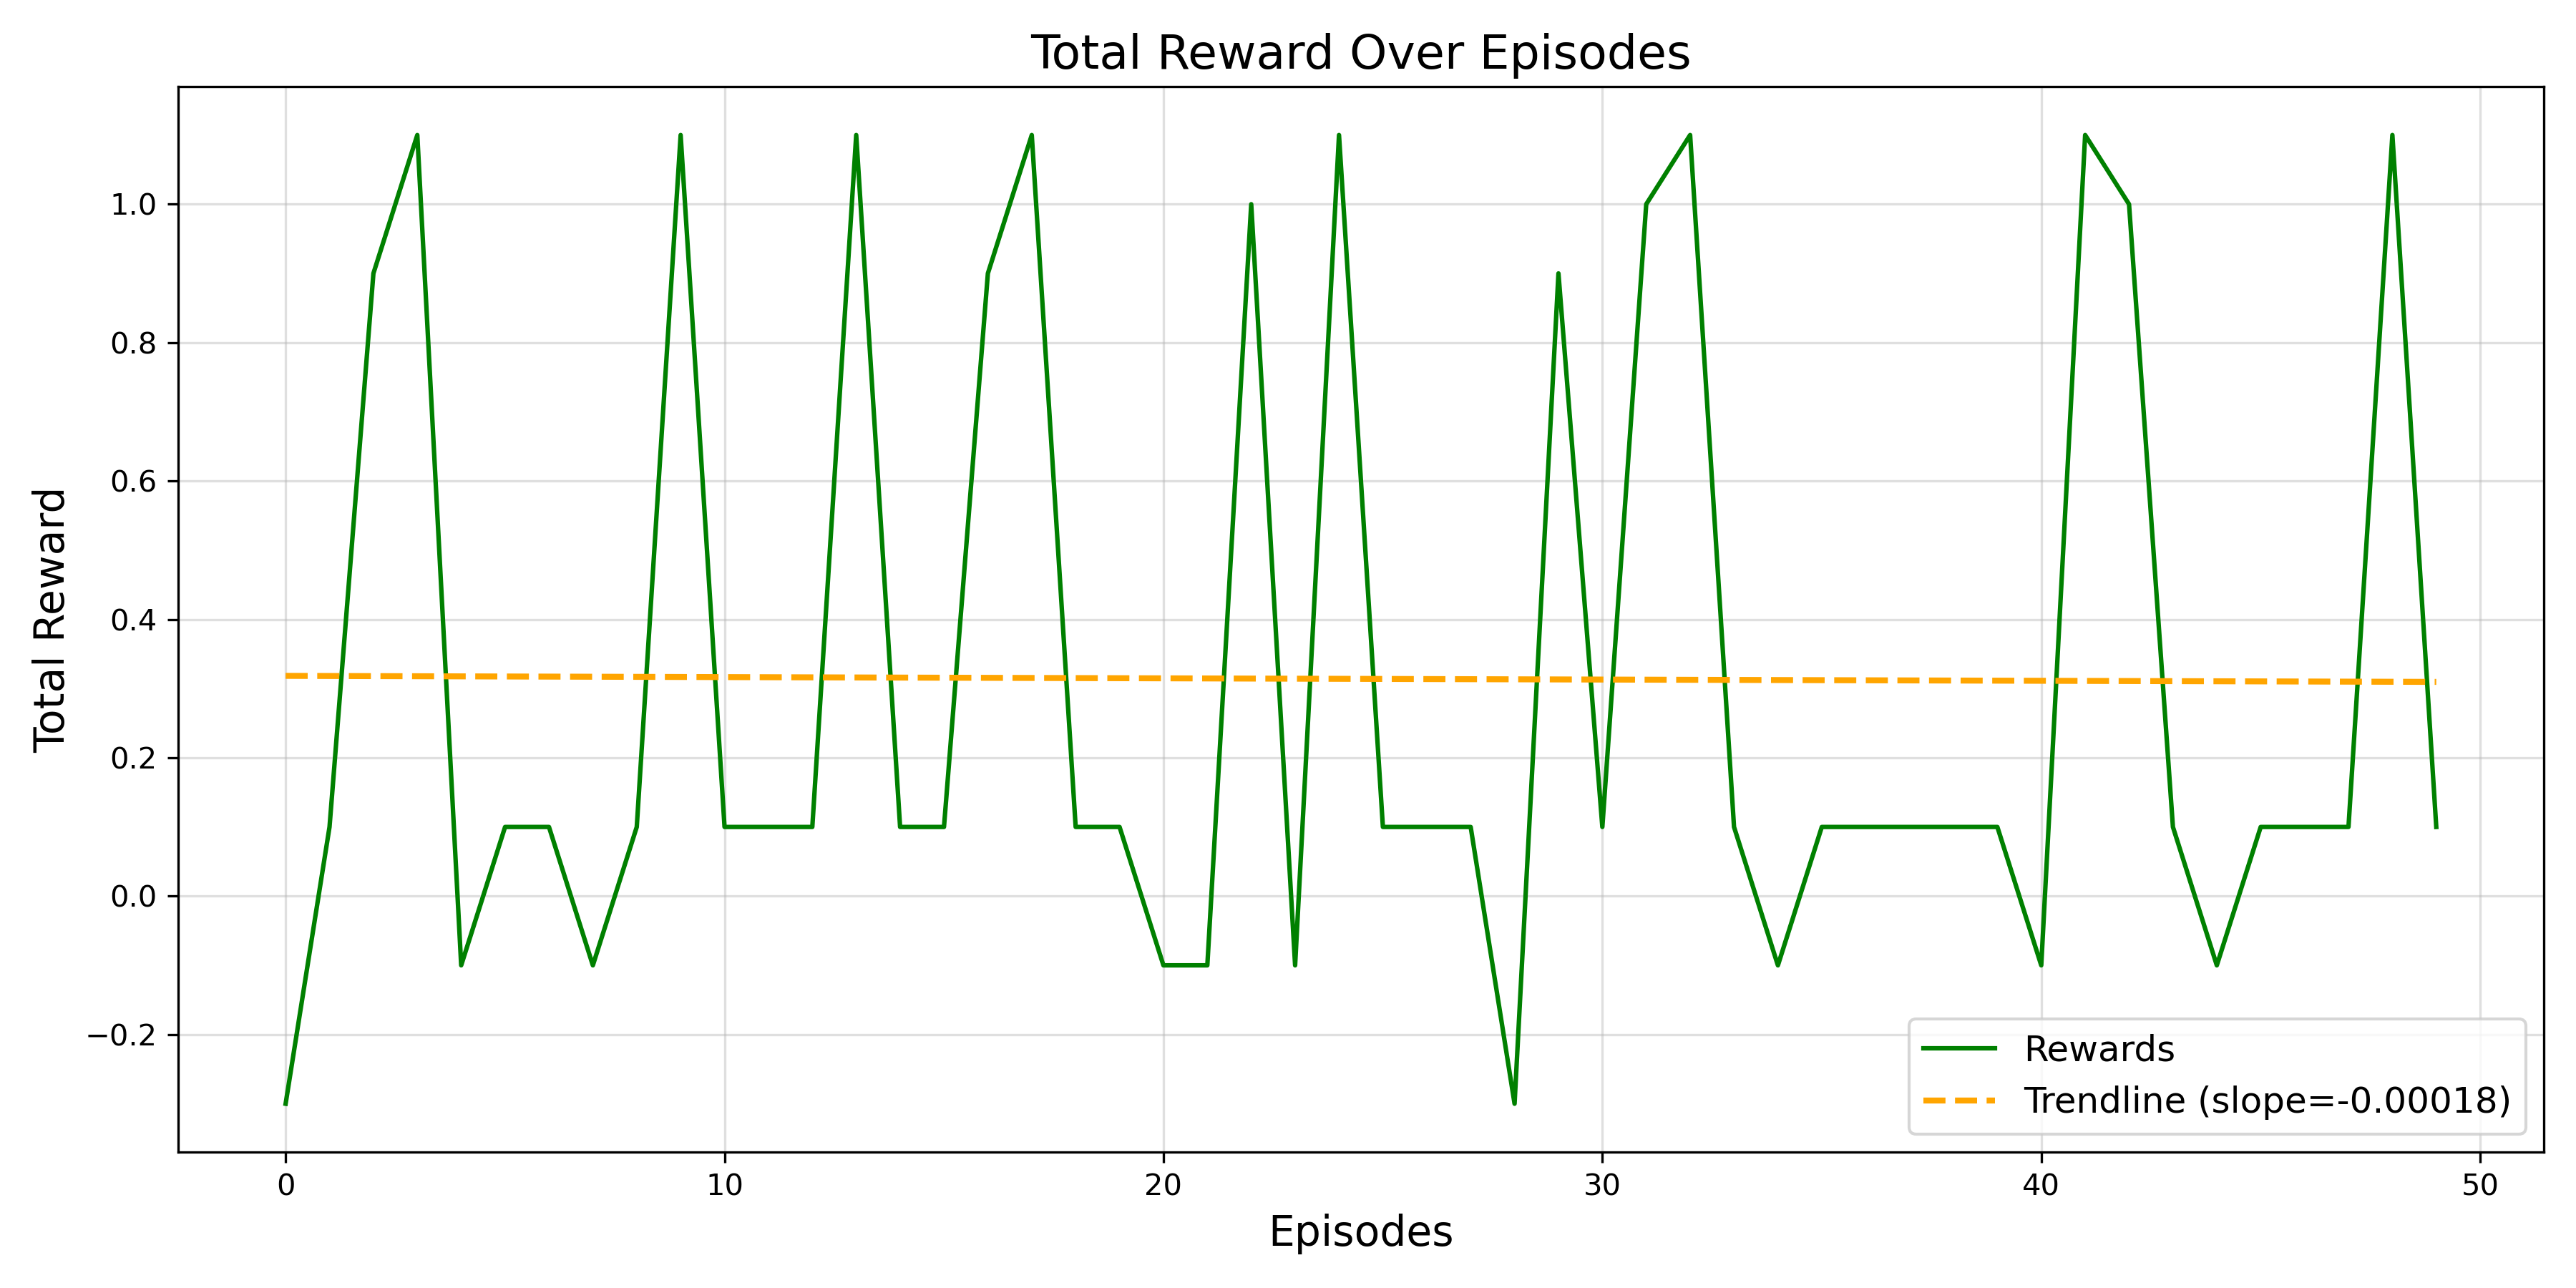 Total Reward Over Episodes
Total Reward
1.0
0.8
0.6
0.4
0.2
0.0
−0.2
0 10 20 30 40 50
Episodes
Rewards
Trendline (slope=-0.00018)